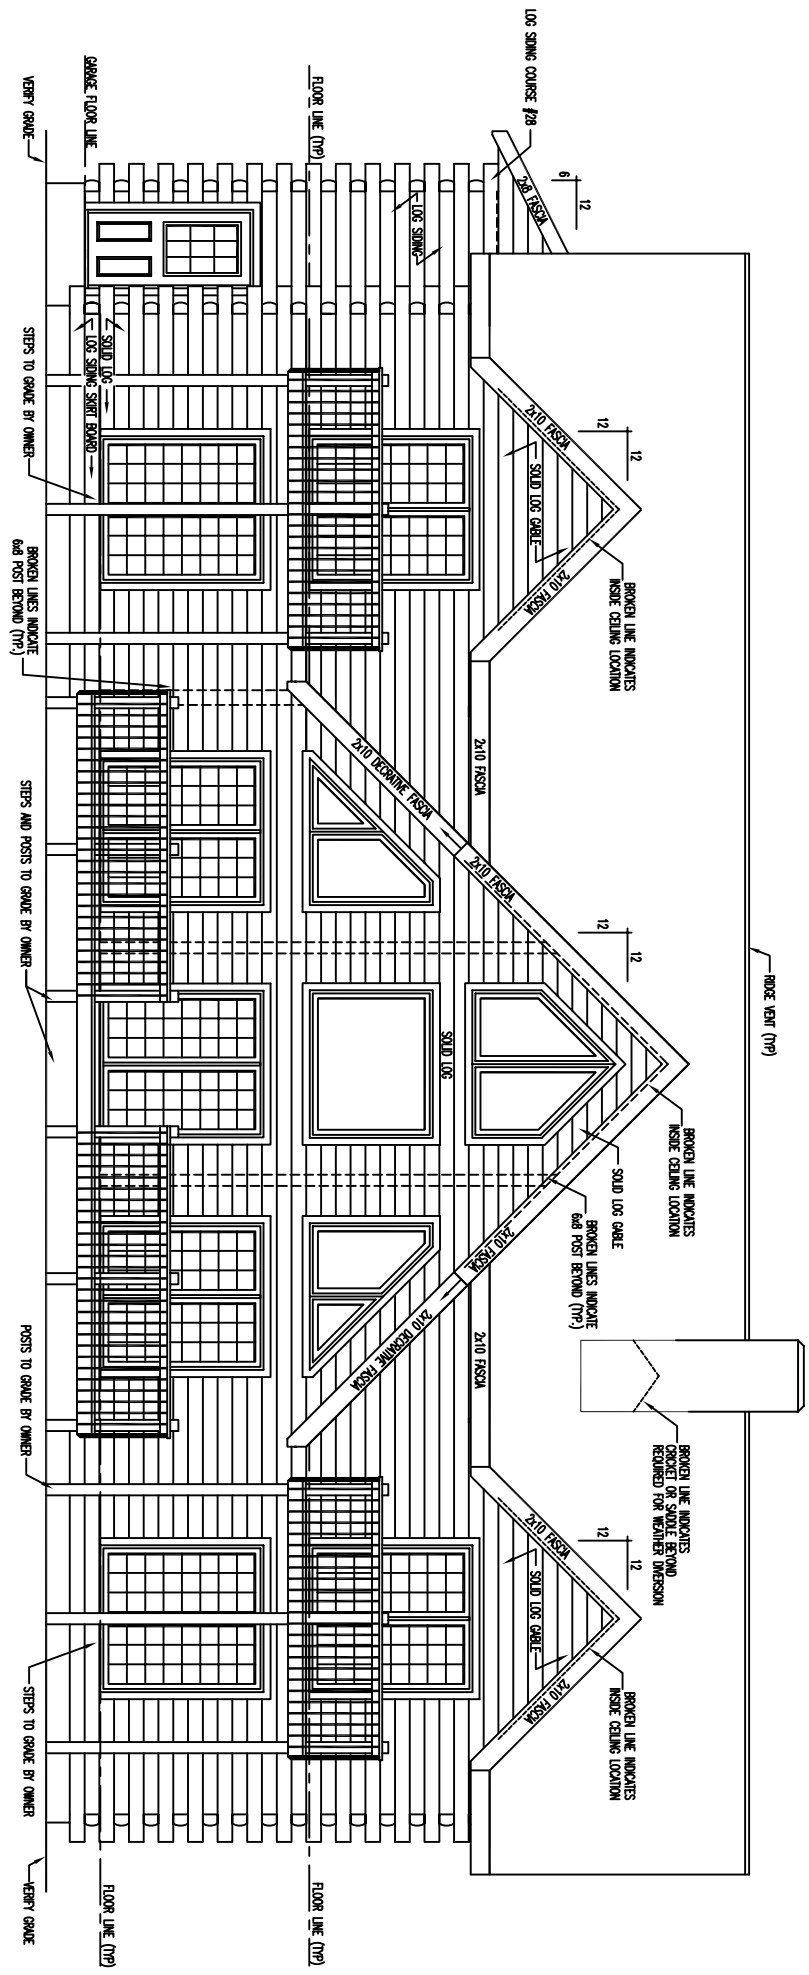 RIDGE VENT (TYP)
BROKEN LINE INDICATES
CRICKET OR SADDLE BEYOND
REQUIRED FOR WEATHER DIVERSION
12
12
BROKEN LINE INDICATES
INSIDE CEILING LOCATION
12
12
BROKEN LINE INDICATES
INSIDE CEILING LOCATION
12
12
BROKEN LINE INDICATES
INSIDE CEILING LOCATION
LOG SIDING COURSE #28
6
12
2x8 FASCIA
2x10 FASCIA
SOLID LOG GABLE
2x10 FASCIA
2x10 FASCIA
2x10 FASCIA
SOLID LOG GABLE
2x10 FASCIA
BROKEN LINES INDICATE
6x8 POST BEYOND (TYP.)
2x10 FASCIA
2x10 FASCIA
SOLID LOG GABLE
2x10 FASCIA
LOG SIDING
2x10 DECRATIVE FASCIA
SOLID LOG
2x10 DECRATIVE FASCIA
FLOOR LINE (TYP)
FLOOR LINE (TYP)
SOLID LOG
LOG SIDING SKIRT BOARD
FLOOR LINE (TYP)
GARAGE FLOOR LINE
VERIFY GRADE
STEPS TO GRADE BY OWNER
BROKEN LINES INDICATE
6x8 POST BEYOND (TYP.)
STEPS AND POSTS TO GRADE BY OWNER
POSTS TO GRADE BY OWNER
STEPS TO GRADE BY OWNER
VERIFY GRADE